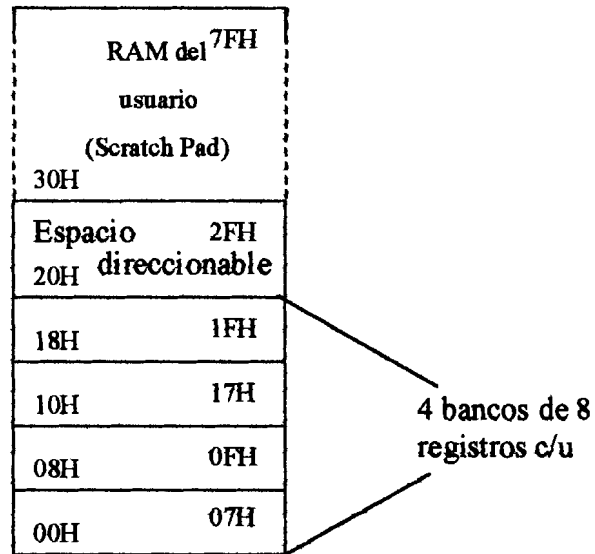 RAM del 7FH
usuario
(Scratch Pad)
30H
Espacio 2FH
20H direccionable
18H 1FH
10H 17H
08H 0FH
00H 07H
4 bancos de 8
registros c/u